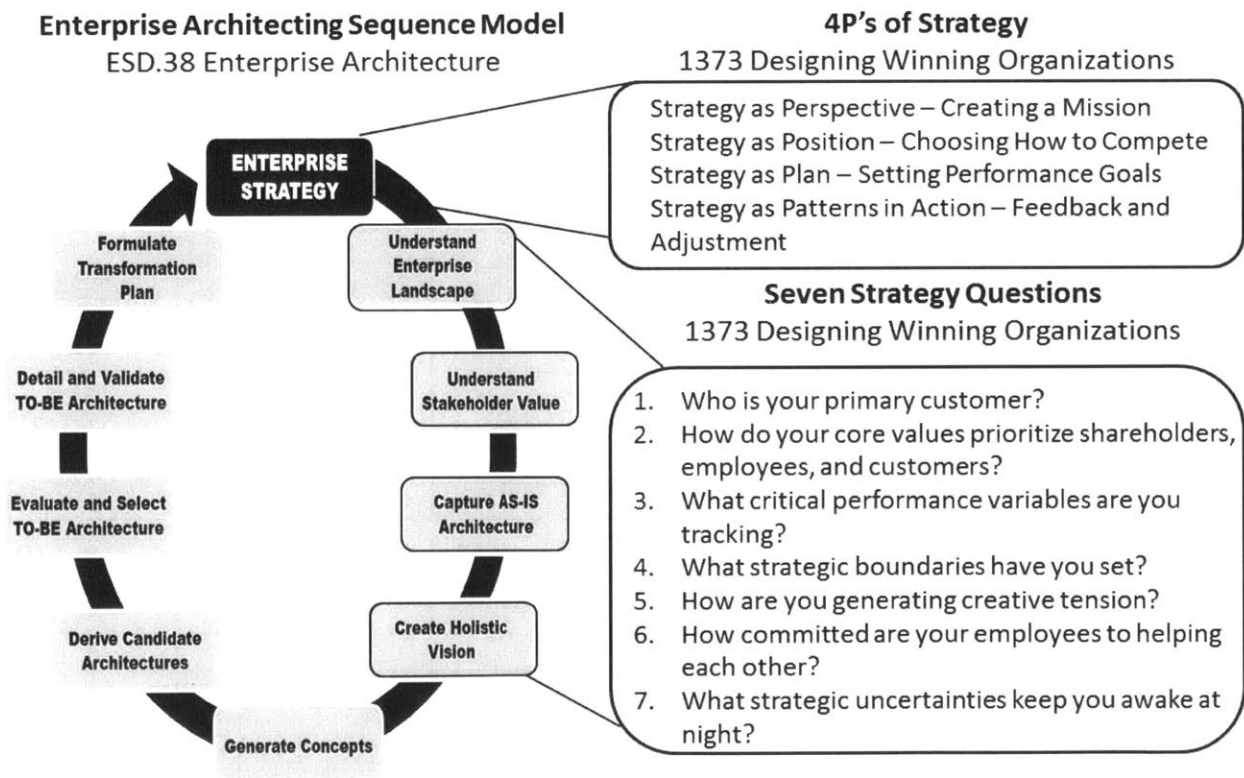 Enterprise Architecting Sequence Model
ESD.38 Enterprise Architecture
ENTERPRISE
STRATEGY
Understand
Enterprise
Landscape
Understand
Stakeholder Value
Capture AS-IS
Architecture
Create Holistic
Vision
Generate Concepts
Derive Candidate
Architectures
Evaluate and Select
TO-BE Architecture
Detail and Validate
TO-BE Architecture
Formulate
Transformation
Plan
4P's of Strategy
1373 Designing Winning Organizations
Strategy as Perspective – Creating a Mission
Strategy as Position – Choosing How to Compete
Strategy as Plan – Setting Performance Goals
Strategy as Patterns in Action – Feedback and
Adjustment
Seven Strategy Questions
1373 Designing Winning Organizations
1. Who is your primary customer?
2. How do your core values prioritize shareholders,
employees, and customers?
3. What critical performance variables are you
tracking?
4. What strategic boundaries have you set?
5. How are you generating creative tension?
6. How committed are your employees to helping
each other?
7. What strategic uncertainties keep you awake at
night?